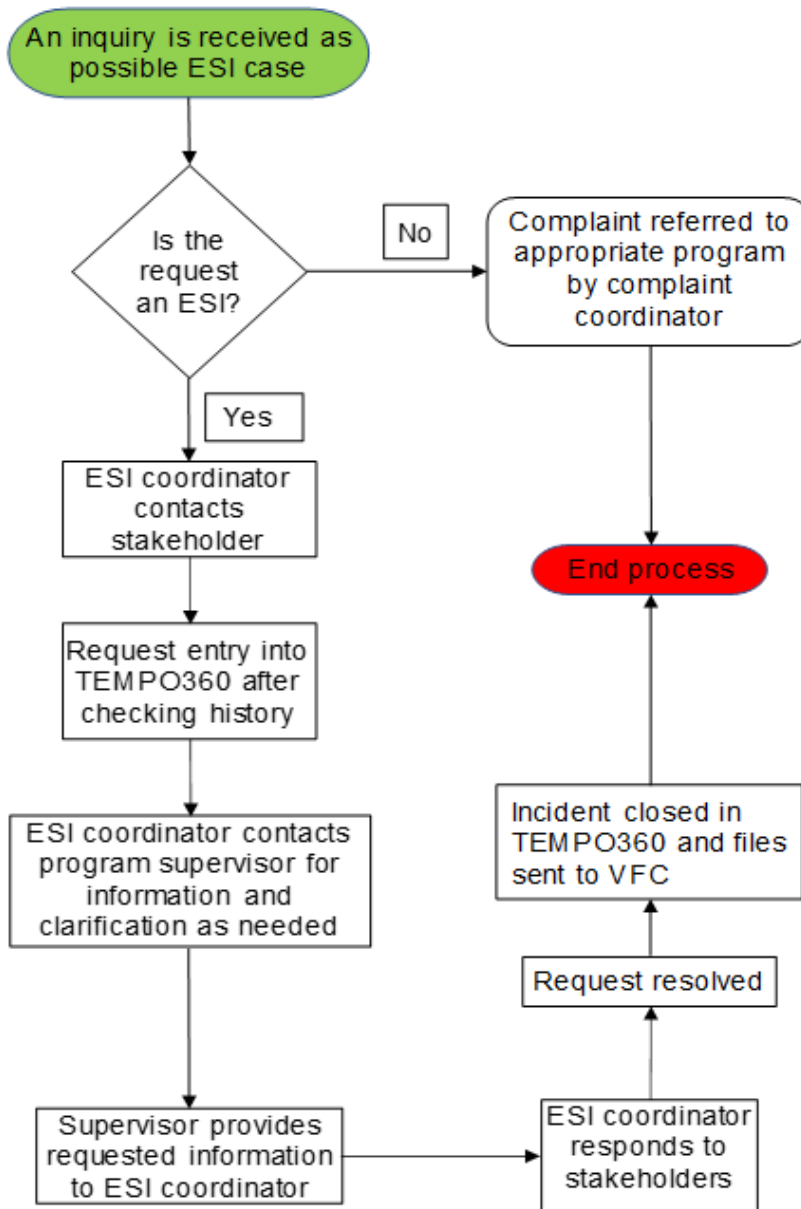 An inquiry is received as
possible ESI case
Is the
request
an ESI?
No
Complaint referred to
appropriate program
by complaint
coordinator
Yes
ESI coordinator
contacts
stakeholder
End process
Request entry into
TEMPO360 after
checking history
ESI coordinator contacts
program supervisor for
information and
clarification as needed
Incident closed in
TEMPO360 and files
sent to VFC
Request resolved
Supervisor provides
requested information
to ESI coordinator
ESI coordinator
responds to
stakeholders